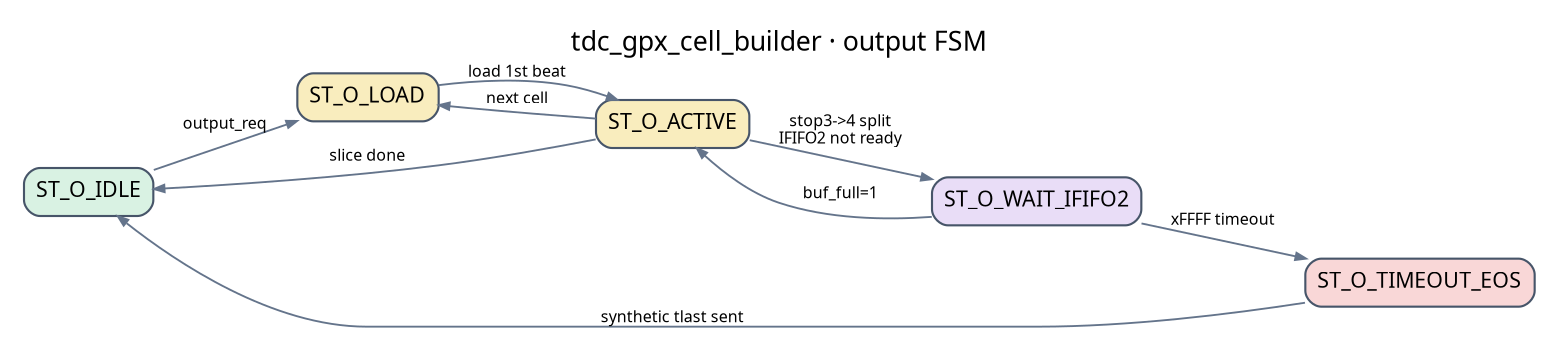 tdc_gpx_cell_builder · output FSM
load 1st beat
ST_O_LOAD
next cell
output_req
ST_O_ACTIVE
stop3->4 split
IFIFO2 not ready
slice done
ST_O_IDLE
buf_full=1
ST_O_WAIT_IFIFO2
xFFFF timeout
ST_O_TIMEOUT_EOS
synthetic tlast sent